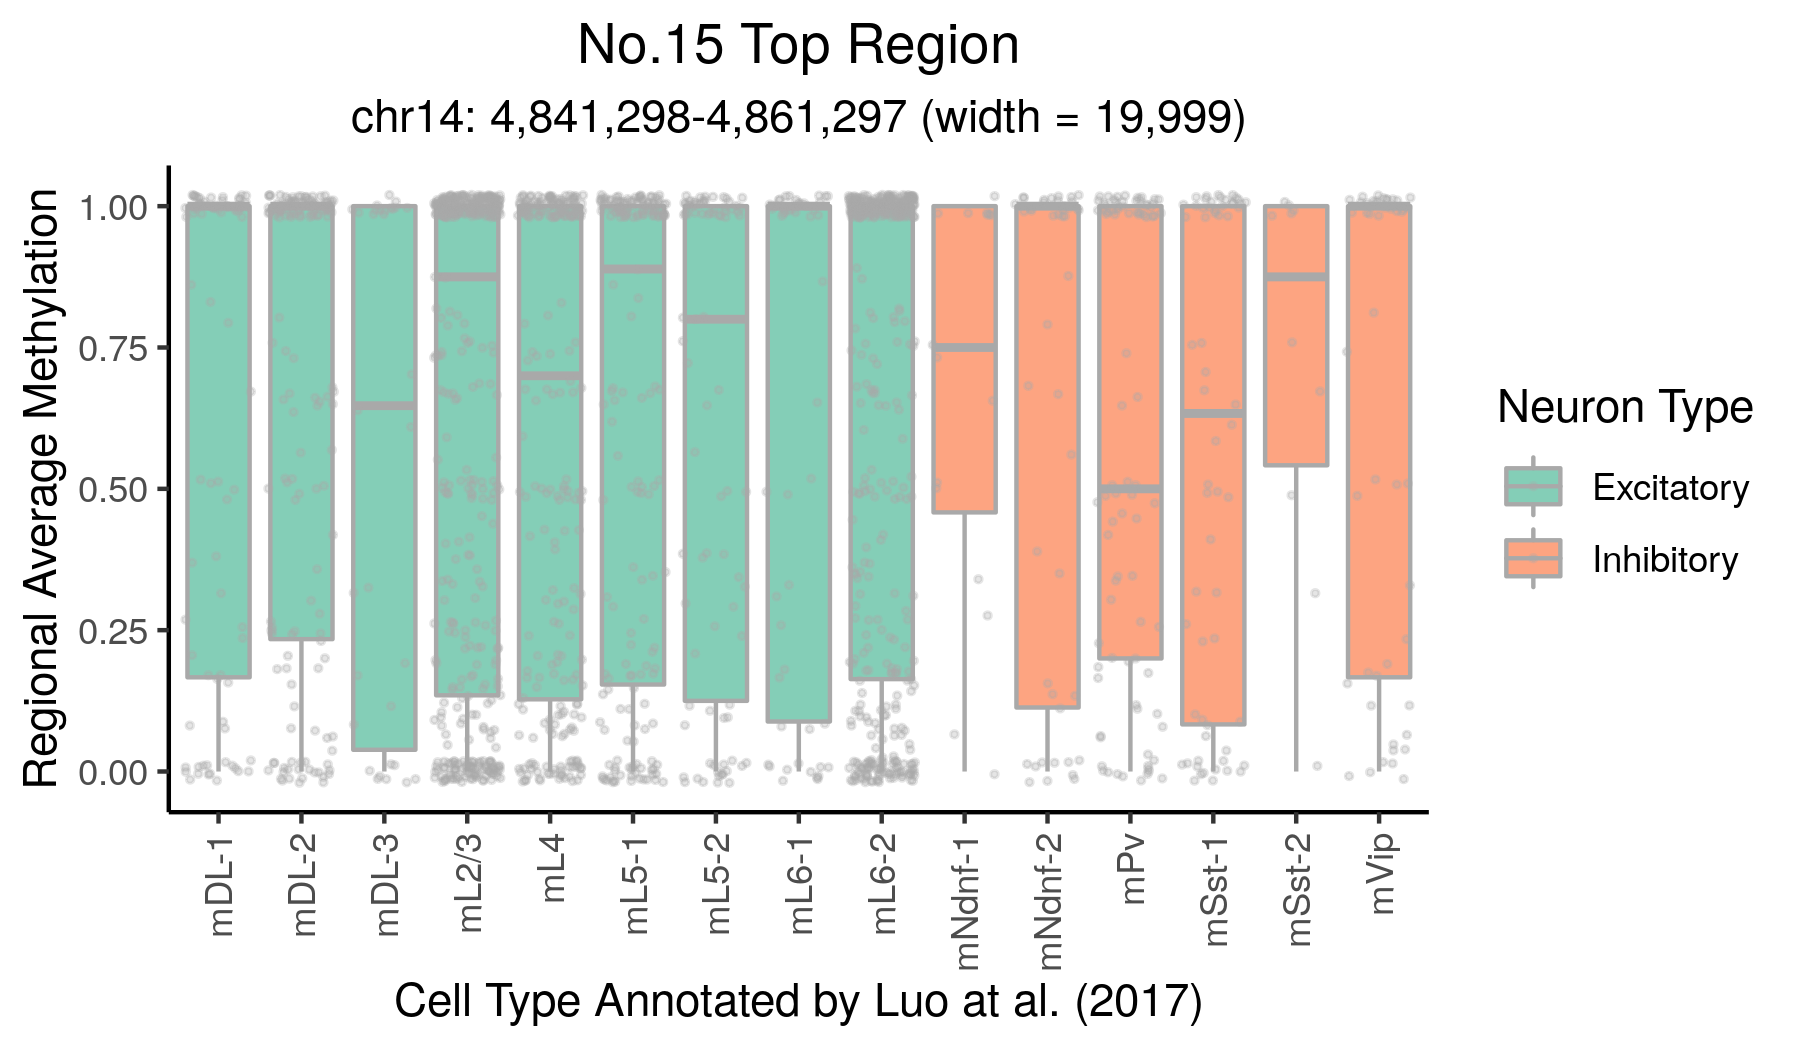 No.15 Top Region
chr14: 4,841,298-4,861,297 (width = 19,999)
Regional Average Methylation
1.00
0.75
0.50
0.25
0.00
mDL-1
mDL-2
mDL-3
mL2/3
mL4
mL5-1
mL5-2
mL6-1
mL6-2
mNdnf-1
mNdnf-2
mPv
mSst-1
mSst-2
mVip
Cell Type Annotated by Luo at al. (2017)
Neuron Type
Excitatory
Inhibitory